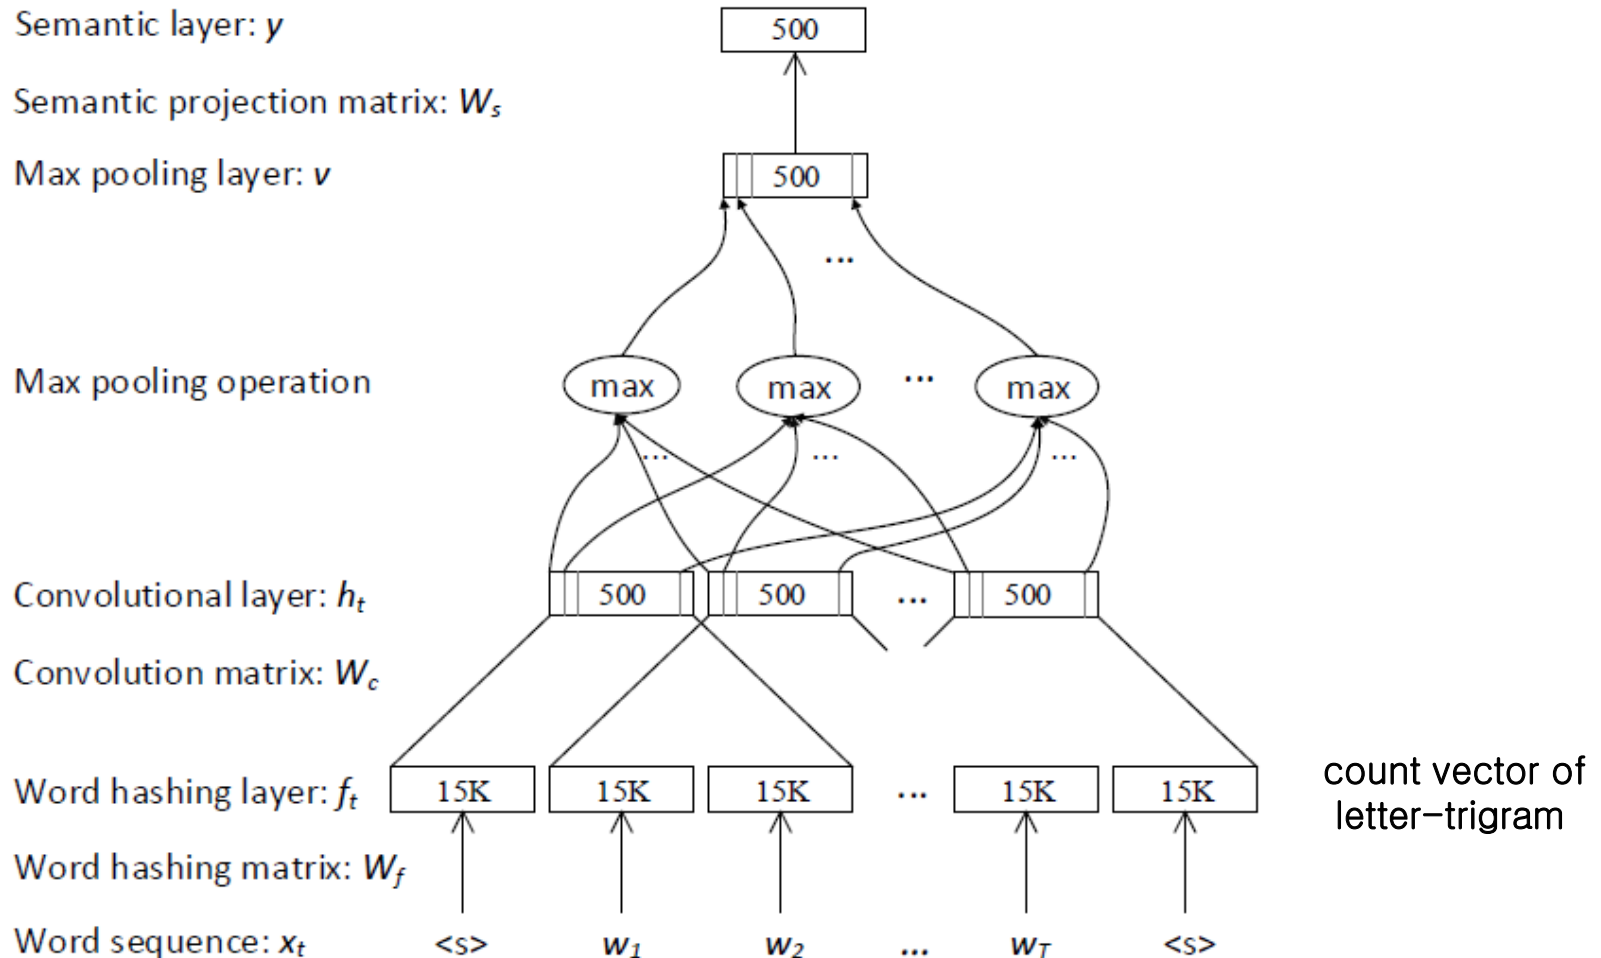 Semantic layer: y
500
Semantic projection matrix: Ws
Max pooling layer: v
500
...
Max pooling operation
max max ... max
... ... ...
Convolutional layer: ht
500 500 ... 500
Convolution matrix: Wc
Word hashing layer: ft
15K 15K 15K ... 15K 15K
count vector of
letter-trigram
Word hashing matrix: Wf
Word sequence: xt
<s> w1 w2 ... wT <s>